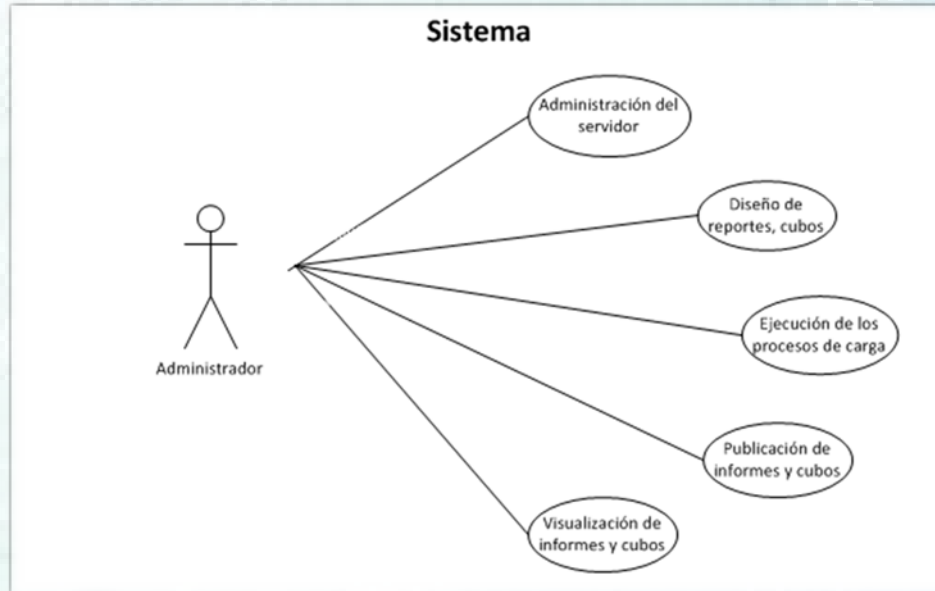 Sistema
Administración del
servidor
Diseño de
reportes, cubos
Ejecución de los
procesos de carga
Administrador
Publicación de
informes y cubos
Visualización de
informes y cubos